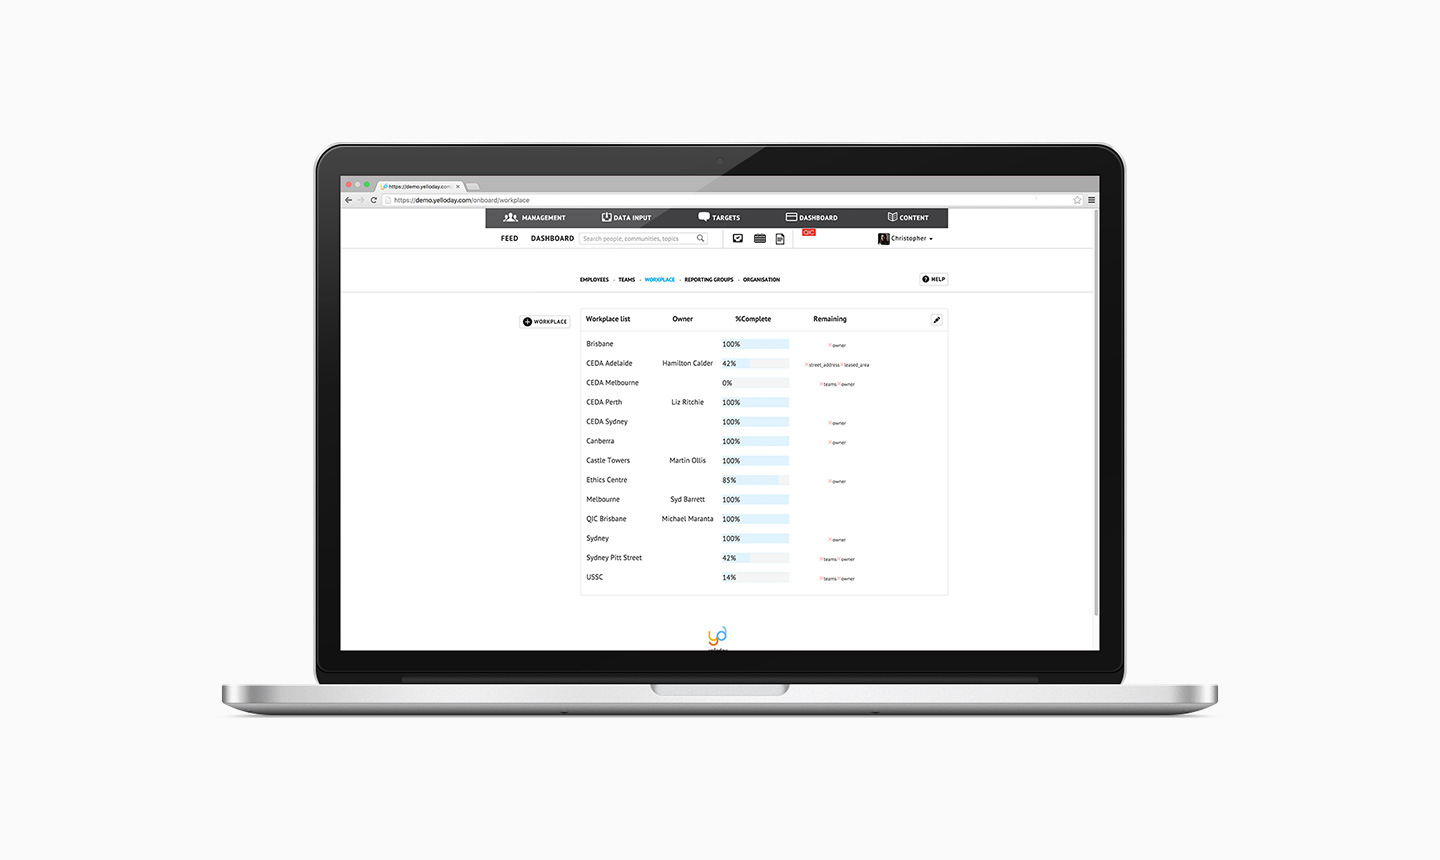 https://demo.yelloday.com
https://demo.yelloday.com/onboard/workplace
MANAGEMENT DATA INPUT TARGETS DASHBOARD CONTENT
FEED DASHBOARD Search people, communities, topics QIC Christopher
EMPLOYEES TEAMS WORKPLACE REPORTING GROUPS ORGANISATION HELP
WORKPLACE
Workplace list Owner %Complete Remaining
Brisbane 100% owner
CEDA Adelaide Hamilton Calder 42% street_address leased_area
CEDA Melbourne 0% teams owner
CEDA Perth Liz Ritchie 100%
CEDA Sydney 100% owner
Canberra 100% owner
Castle Towers Martin Ollis 100%
Ethics Centre 85% owner
Melbourne Syd Barrett 100%
QIC Brisbane Michael Maranta 100%
Sydney 100% owner
Sydney Pitt Street 42% teams owner
USSC 14% teams owner
yd